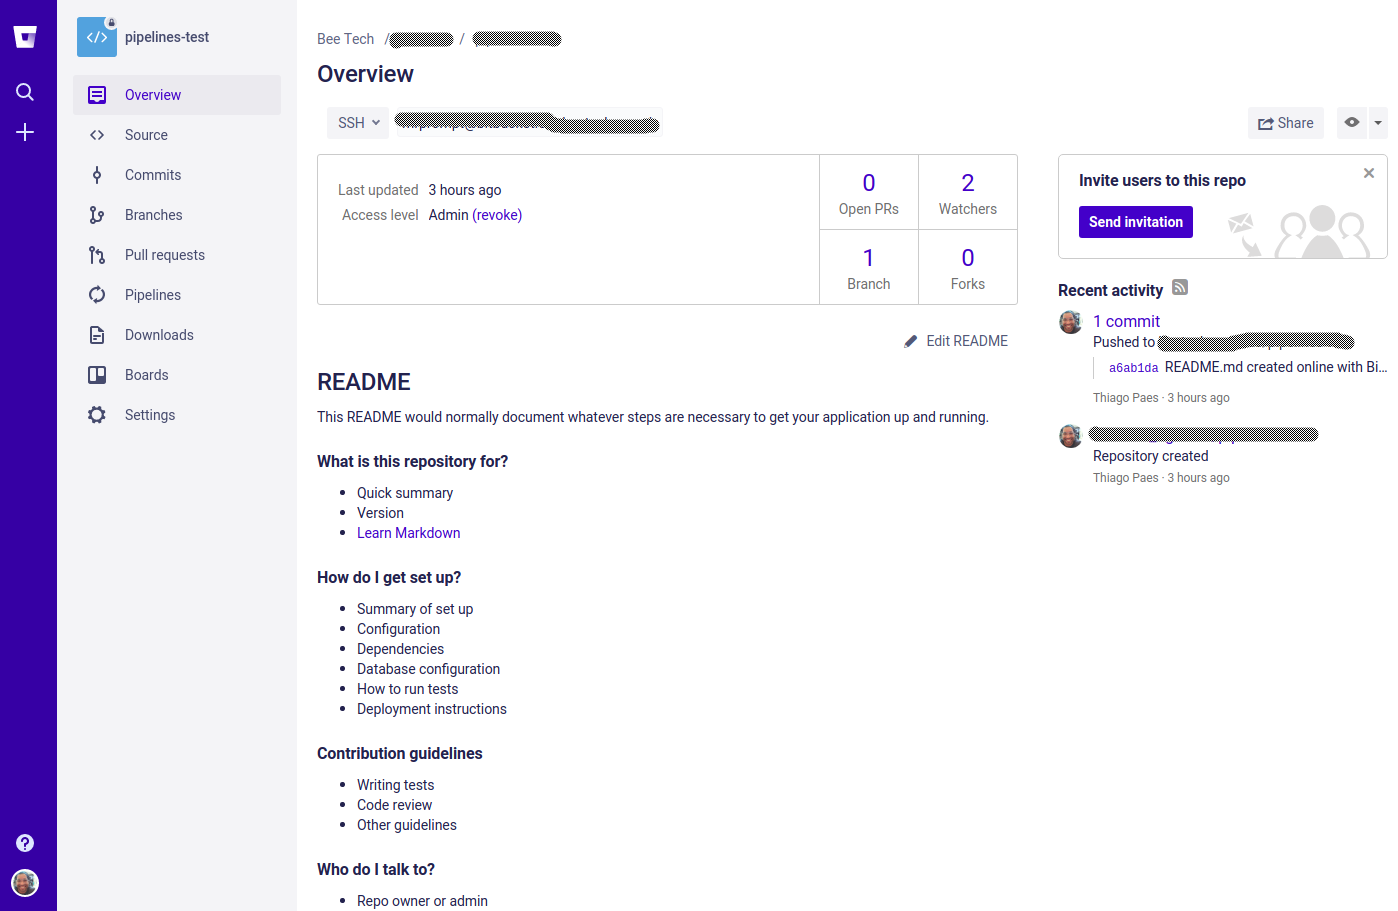 pipelines-test
Overview
Source
Commits
Branches
Pull requests
Pipelines
Downloads
Boards
Settings
Bee Tech / /
Overview
SSH
Share
Last updated 3 hours ago
Access level Admin (revoke)
0
Open PRs
2
Watchers
1
Branch
0
Forks
Edit README
README
This README would normally document whatever steps are necessary to get your application up and running.
What is this repository for?
• Quick summary
• Version
• Learn Markdown
How do I get set up?
• Summary of set up
• Configuration
• Dependencies
• Database configuration
• How to run tests
• Deployment instructions
Contribution guidelines
• Writing tests
• Code review
• Other guidelines
Who do I talk to?
• Repo owner or admin
Invite users to this repo
Send invitation
Recent activity
1 commit
Pushed to
a6ab1da README.md created online with Bi...
Thiago Paes · 3 hours ago
Repository created
Thiago Paes · 3 hours ago